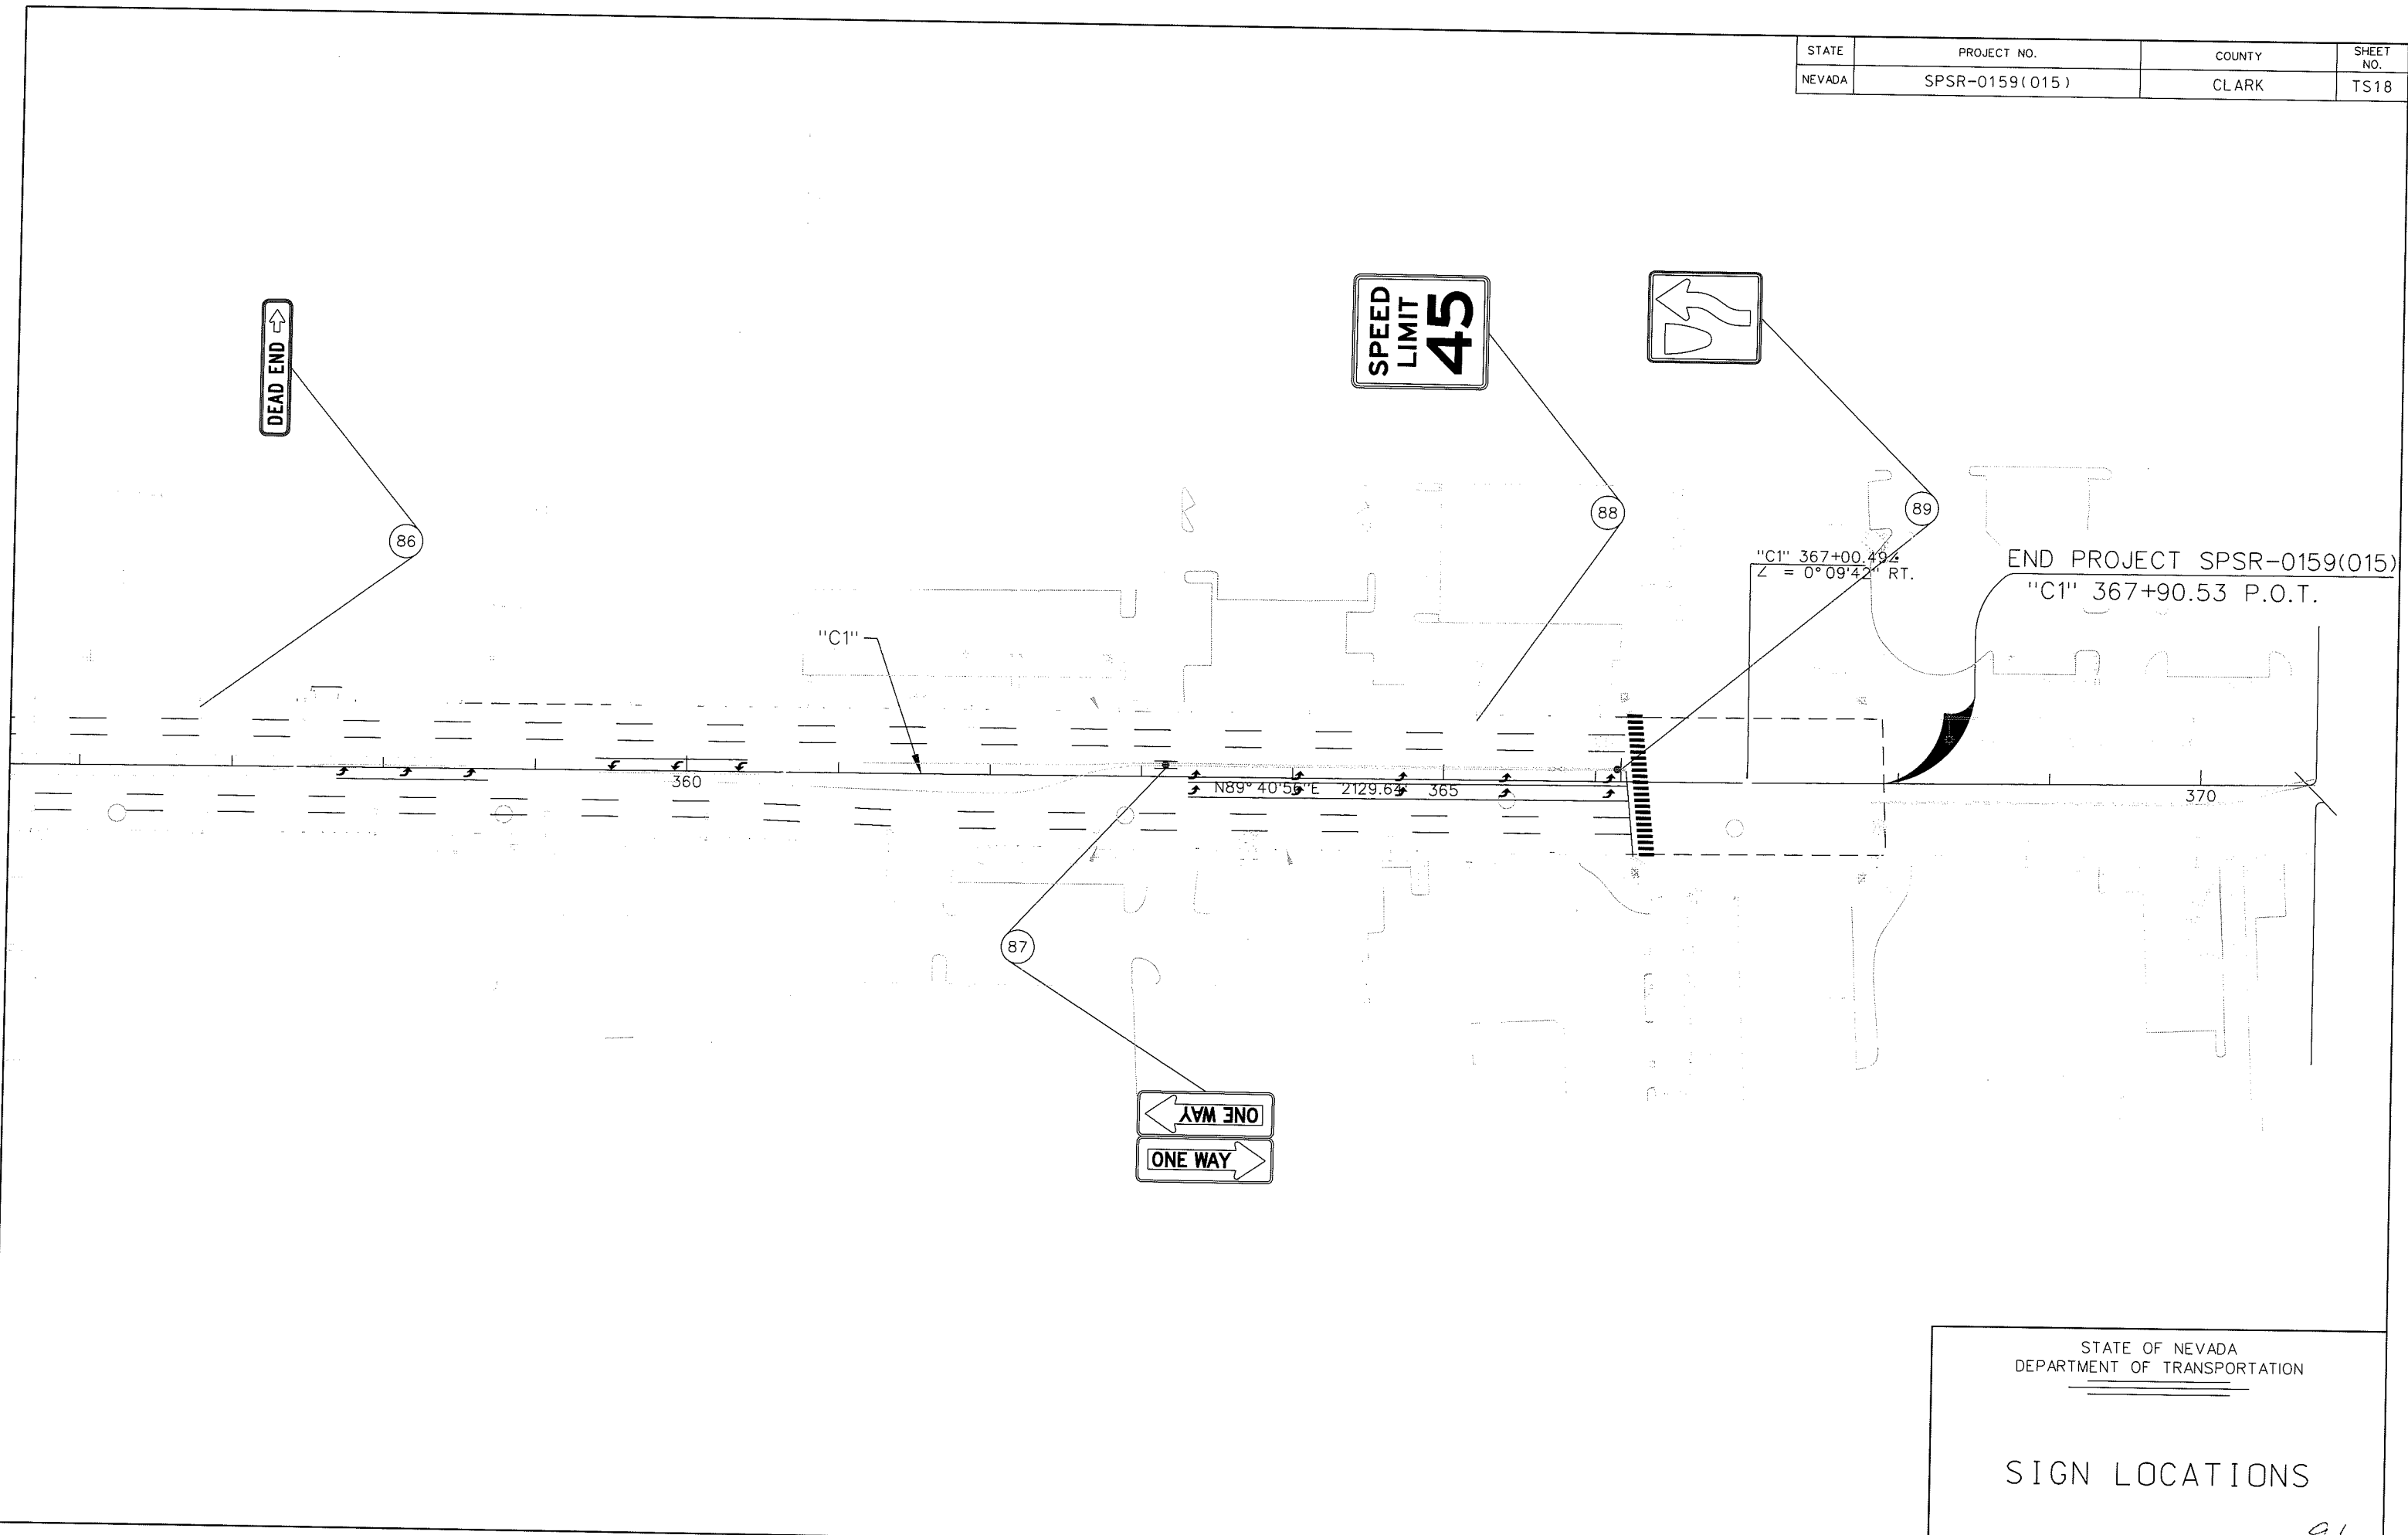 STATE PROJECT NO. COUNTY SHEET NO.
NEVADA SPSR-0159(015) CLARK TS18
DEAD END
SPEED
LIMIT
45
86
88
89
"C1" 367+00.49
∠ = 0°09'42" RT.
END PROJECT SPSR-0159(015)
"C1" 367+90.53 P.O.T.
"C1"
360
N89° 40'56"E 2129.64' 365
370
87
ONE WAY
ONE WAY
STATE OF NEVADA
DEPARTMENT OF TRANSPORTATION
SIGN LOCATIONS